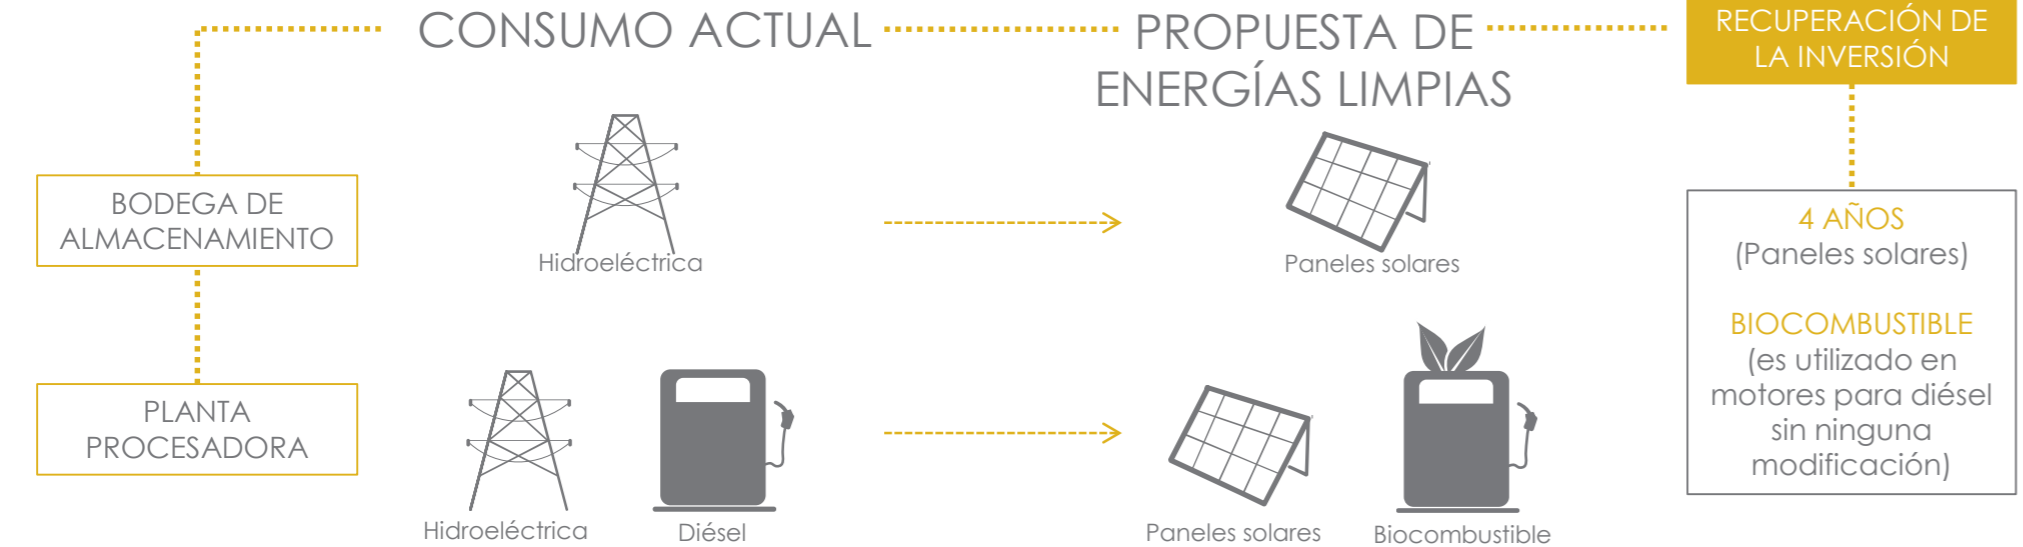 CONSUMO ACTUAL
PROPUESTA DE
ENERGÍAS LIMPIAS
RECUPERACIÓN DE
LA INVERSIÓN
BODEGA DE
ALMACENAMIENTO
Hidroeléctrica
Paneles solares
4 AÑOS
(Paneles solares)
BIOCOMBUSTIBLE
(es utilizado en
motores para diésel
sin ninguna
modificación)
PLANTA
PROCESADORA
Hidroeléctrica
Diésel
Paneles solares
Biocombustible